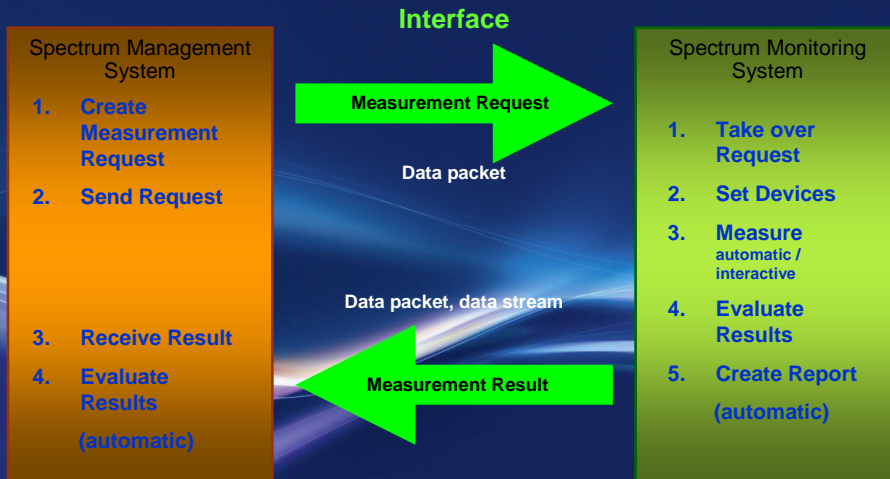 Interface
Spectrum Management
System
1. Create
Measurement
Request
2. Send Request
3. Receive Result
4. Evaluate
Results
(automatic)
Measurement Request
Data packet
Data packet, data stream
Measurement Result
Spectrum Monitoring
System
1. Take over
Request
2. Set Devices
3. Measure
automatic /
interactive
4. Evaluate
Results
5. Create Report
(automatic)